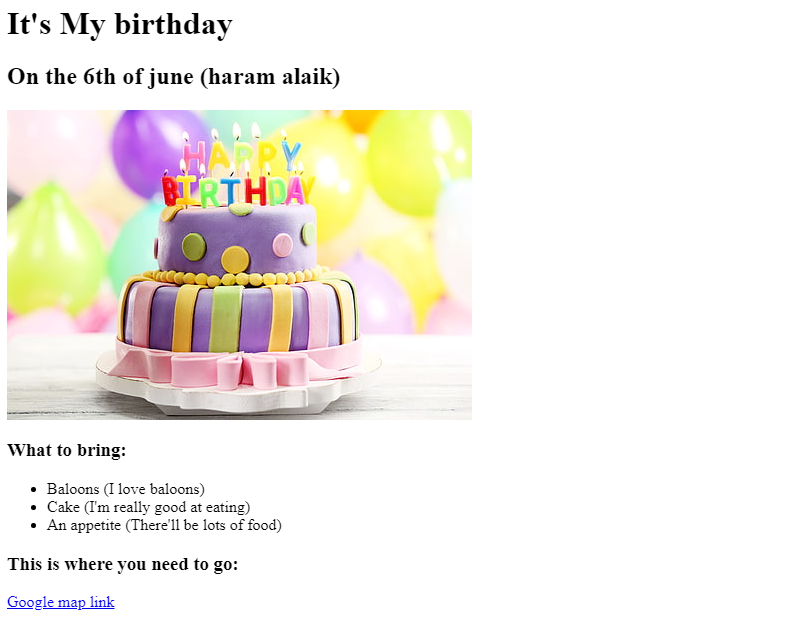 It's My birthday
On the 6th of june (haram alaik)
HAPPY
BIRTHDAY
What to bring:
Baloons (I love baloons)
Cake (I'm really good at eating)
An appetite (There'll be lots of food)
This is where you need to go:
Google map link